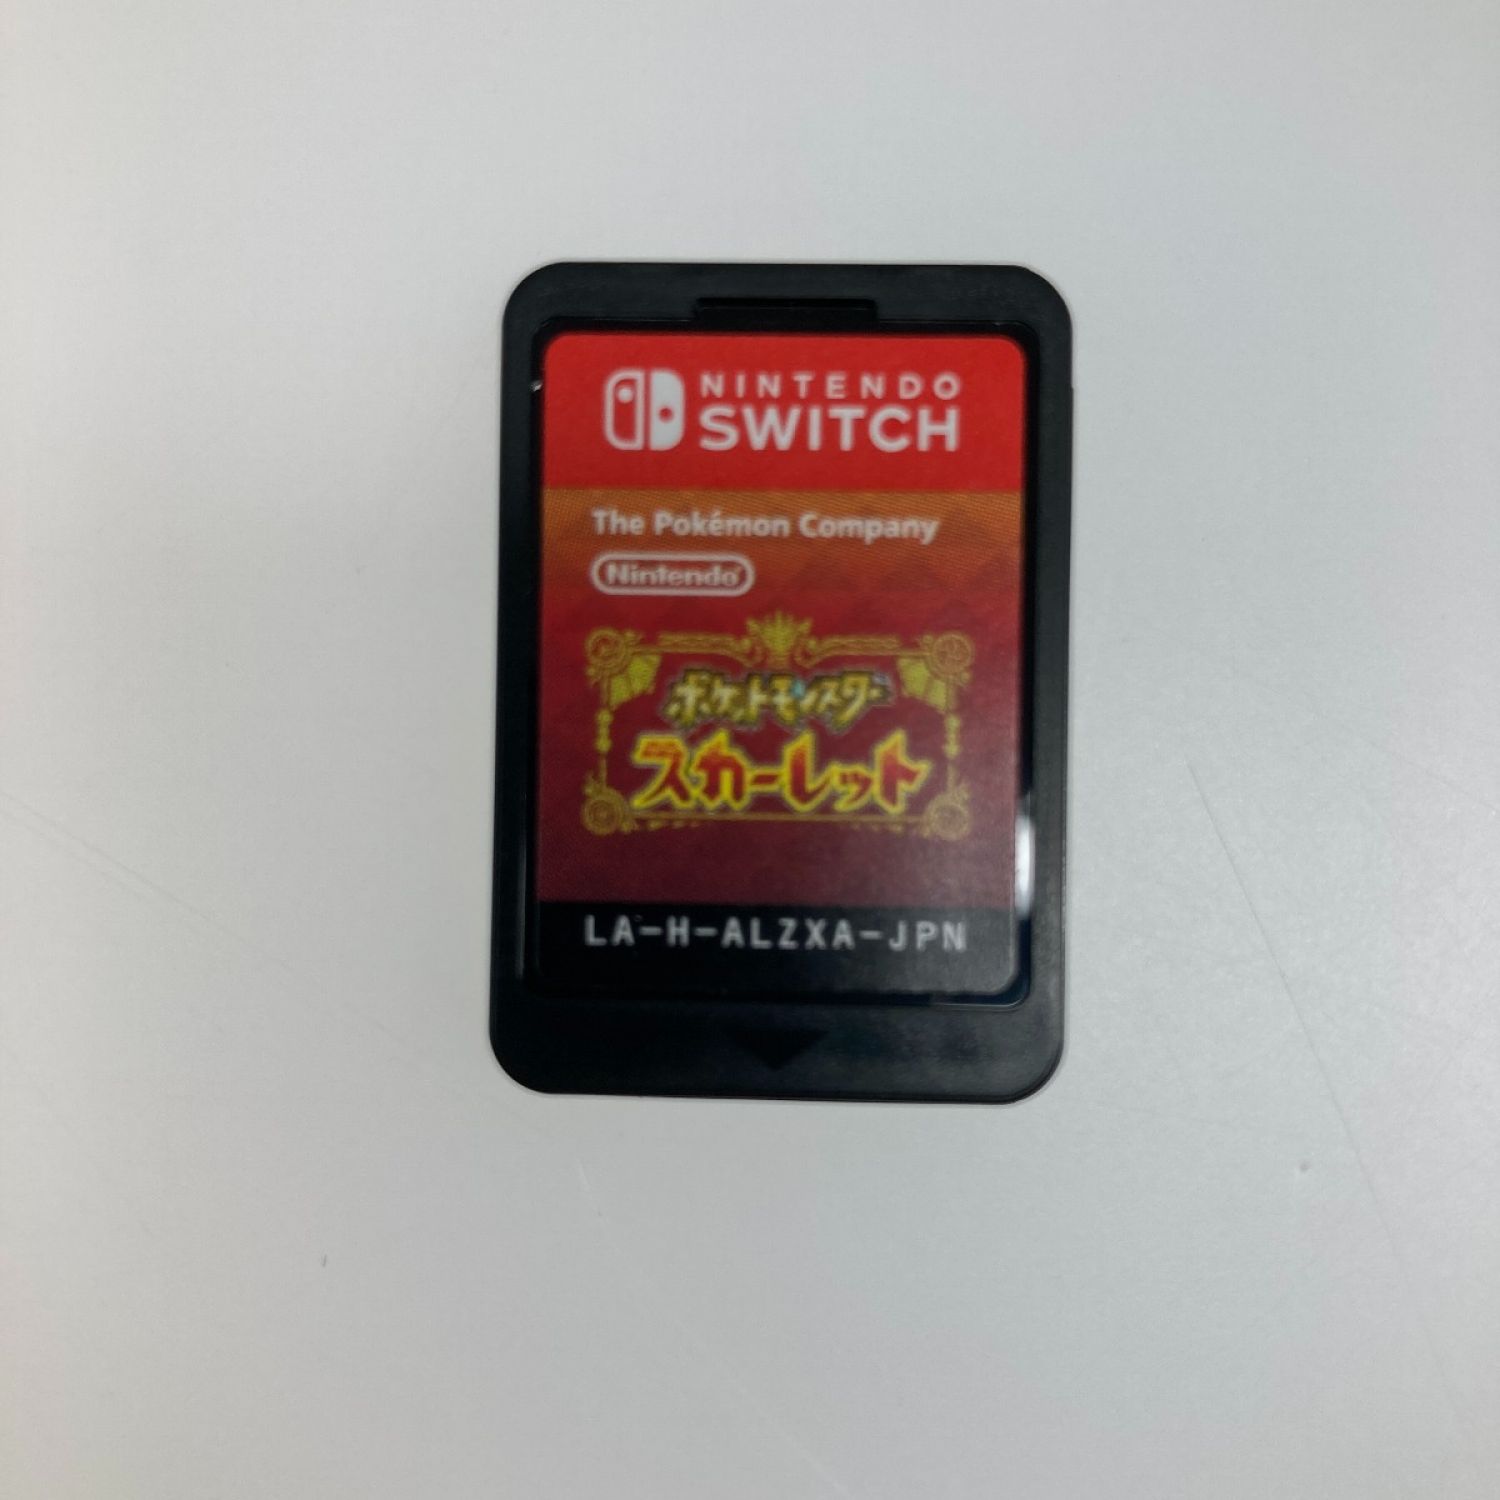 NINTENDO
SWITCH
The Pokémon Company
Nintendo
ポケットモンスター
スカーレット
LA-H-ALZXA-JPN